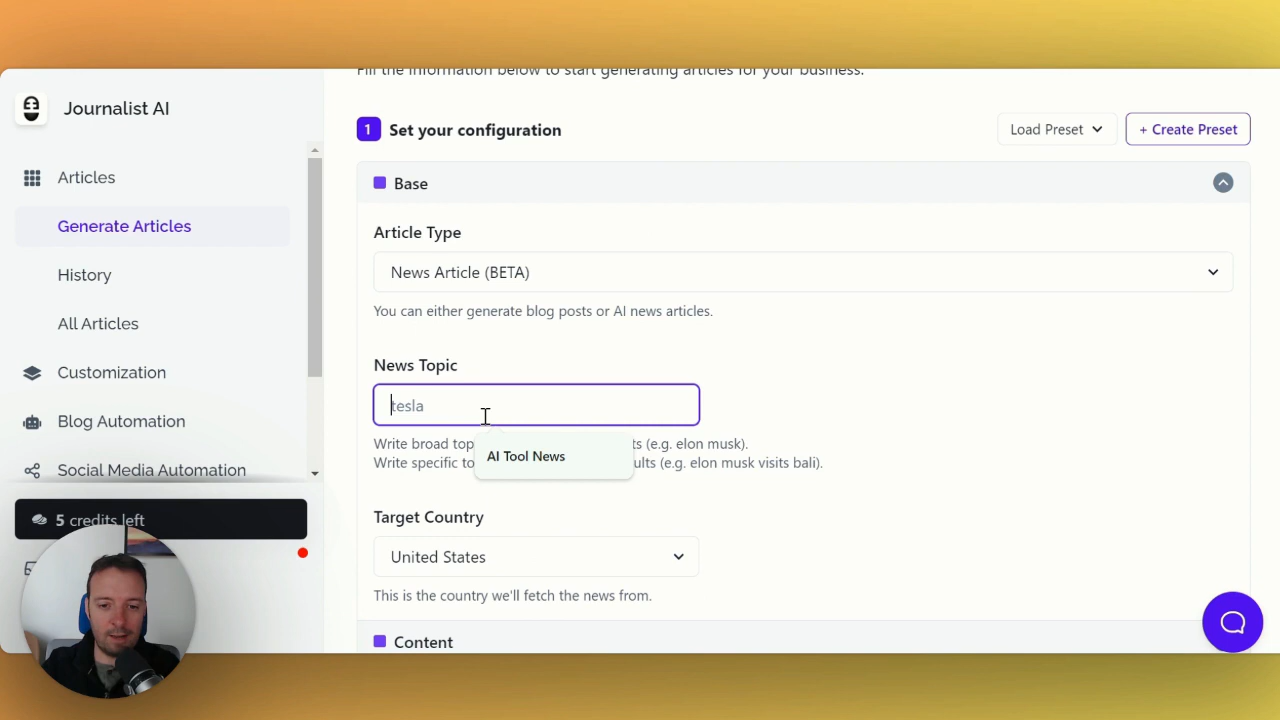 Fill the information below to start generating articles for your business.
Journalist AI
1 Set your configuration
Load Preset
+ Create Preset
Articles
Base
Generate Articles
Article Type
History
News Article (BETA)
You can either generate blog posts or AI news articles.
All Articles
News Topic
Customization
tesla
Blog Automation
Write broad top ts (e.g. elon musk).
AI Tool News
Write specific to ults (e.g. elon musk visits bali).
Social Media Automation
5 credits left
Target Country
United States
This is the country we'll fetch the news from.
Content